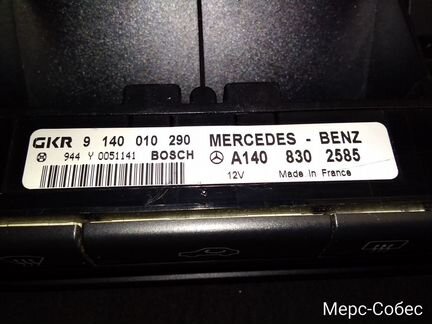 GKR 9 140 010 290 MERCEDES - BENZ
944 Y 0051141 BOSCH A140 830 2585
12V Made in France
Мерс-Собес